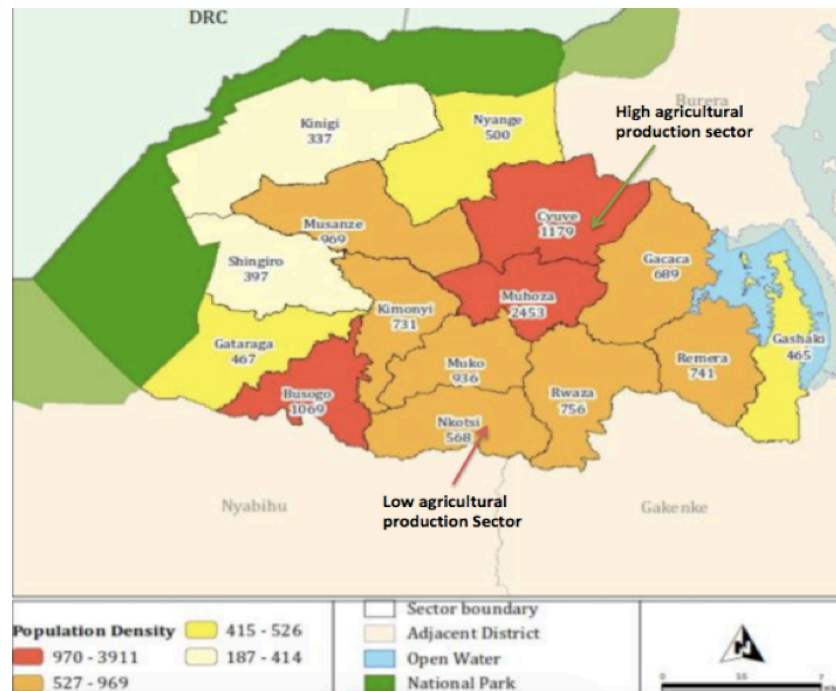 DRC
Burera
High agricultural
production sector
Kinigi
337
Nyange
500
Cyuve
1179
Musanze
969
Shingiro
397
Gacaca
689
Muhoza
2453
Kimonyi
731
Gataraga
467
Gashaki
465
Remera
741
Muko
936
Busogo
1069
Rwaza
756
Nkotsi
568
Low agricultural
production Sector
Nyabihu
Gakenke
Population Density
970 - 3911
527 - 969
415 - 526
187 - 414
Sector boundary
Adjacent District
Open Water
National Park
0
7